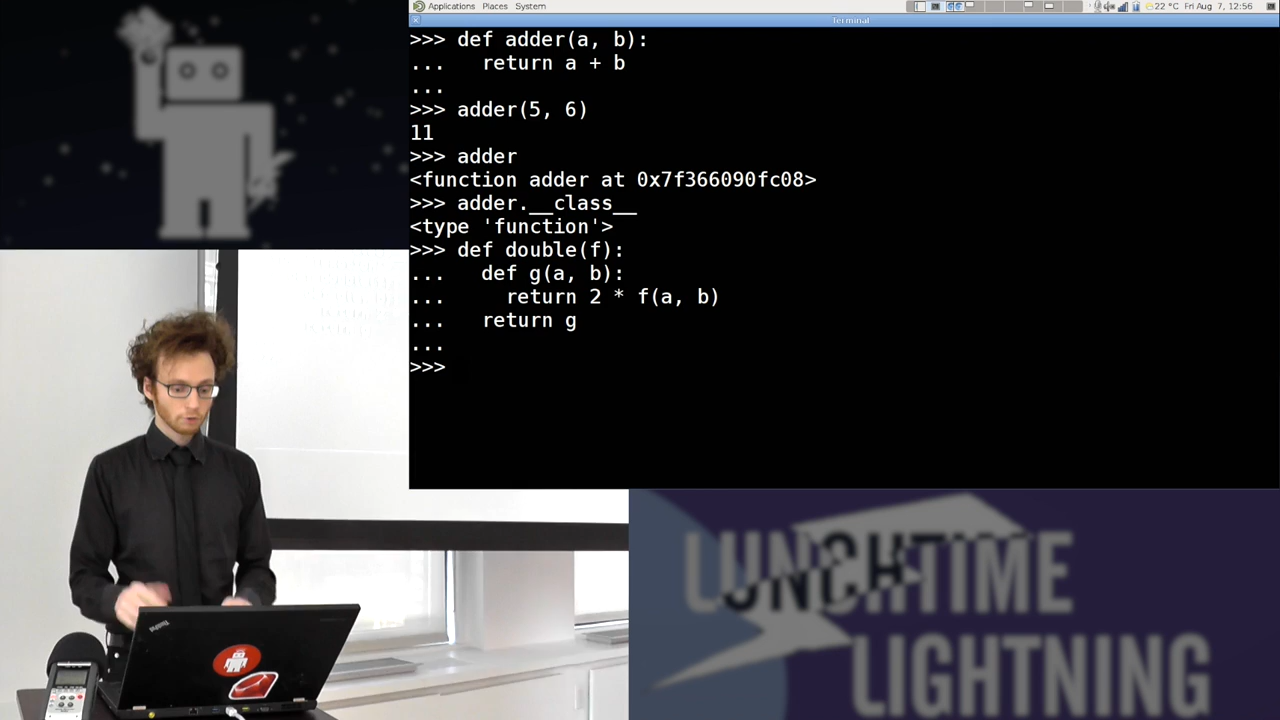 Applications Places System
22 °C Fri Aug 7, 12:56
Terminal
>>> def adder(a, b):
...   return a + b
...
>>> adder(5, 6)
11
>>> adder
<function adder at 0x7f366090fc08>
>>> adder.__class__
<type 'function'>
>>> def double(f):
...   def g(a, b):
...     return 2 * f(a, b)
...   return g
...
>>>
ThinkPad
LUNCHTIME
LIGHTNING